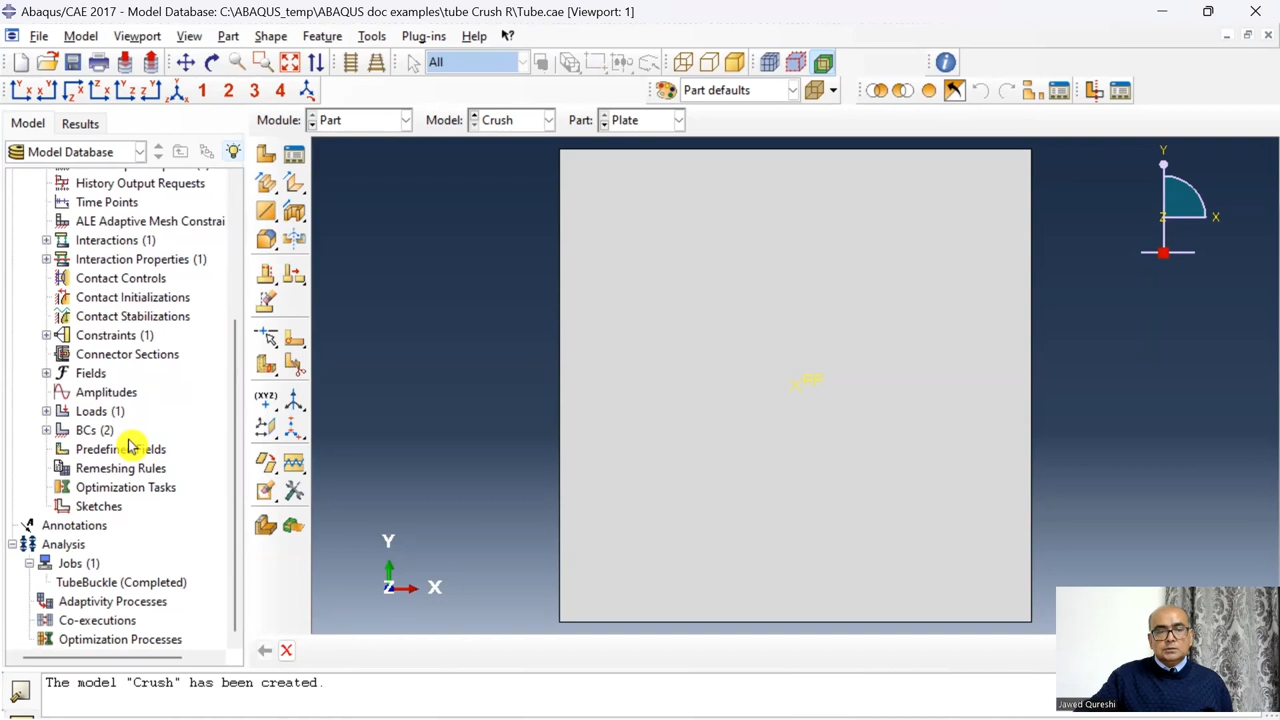 Abaqus/CAE 2017 - Model Database: C:\ABAQUS_temp\ABAQUS doc examples\tube Crush R\Tube.cae [Viewport: 1]
File Model Viewport View Part Shape Feature Tools Plug-ins Help
All
1 2 3 4 Part defaults
Model Results Module: Part Model: Crush Part: Plate
Model Database
History Output Requests
Time Points
ALE Adaptive Mesh Constrai
Interactions (1)
Interaction Properties (1)
Contact Controls
Contact Initializations
Contact Stabilizations
Constraints (1)
Connector Sections
Fields
Amplitudes
Loads (1)
BCs (2)
Predefined Fields
Remeshing Rules
Optimization Tasks
Sketches
Annotations
Analysis
Jobs (1)
TubeBuckle (Completed)
Adaptivity Processes
Co-executions
Optimization Processes
RP
Y
Z X
Y
Z X
The model "Crush" has been created.
Jawed Qureshi